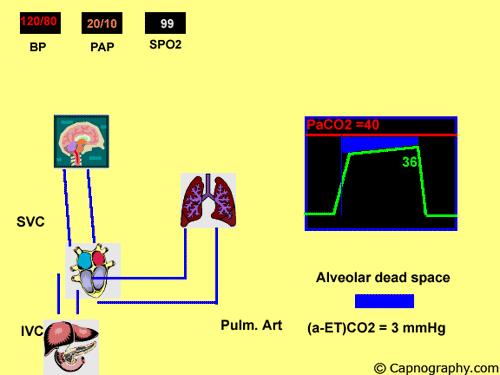 120/80 20/10 99
BP PAP SPO2
PaCO2 =40
36
SVC
Alveolar dead space
IVC
Pulm. Art
(a-ET)CO2 = 3 mmHg
© Capnography.com